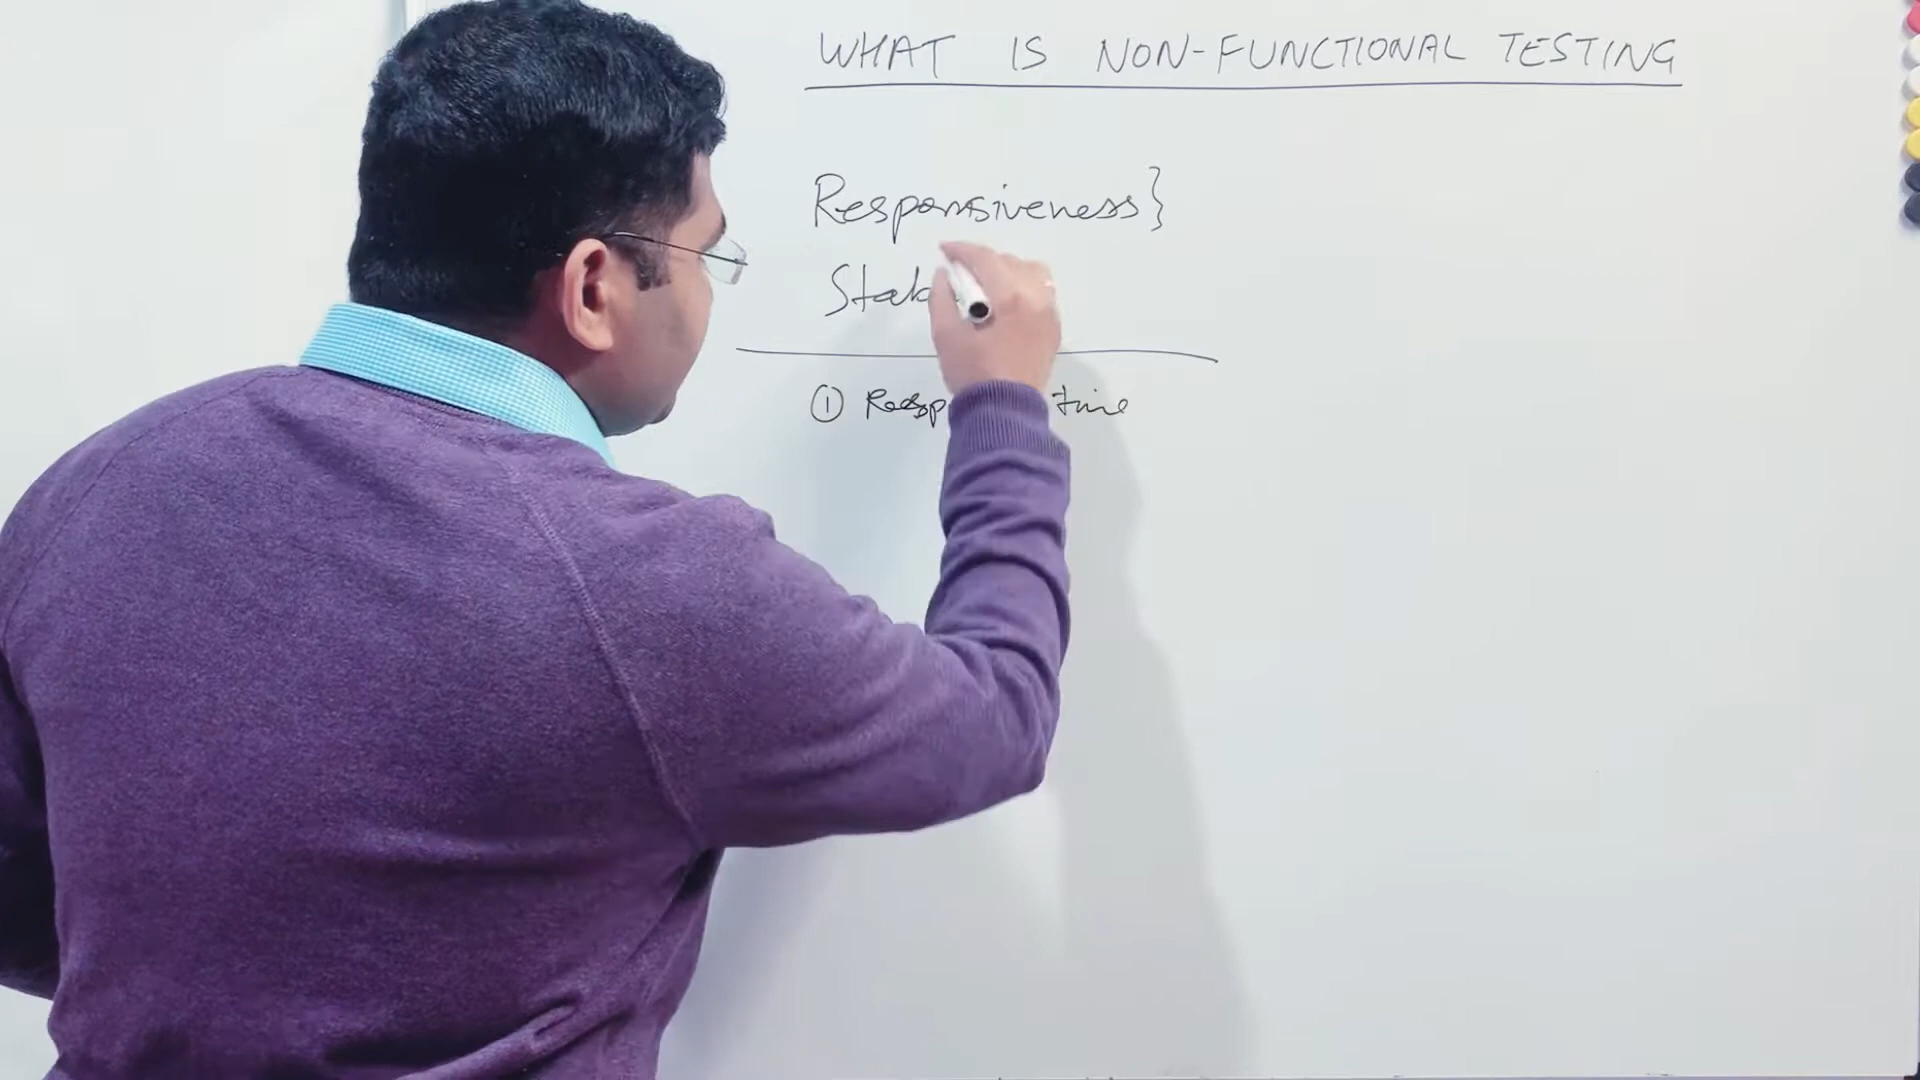 WHAT IS NON-FUNCTIONAL TESTING
Responsiveness}
Stab
① Resp time